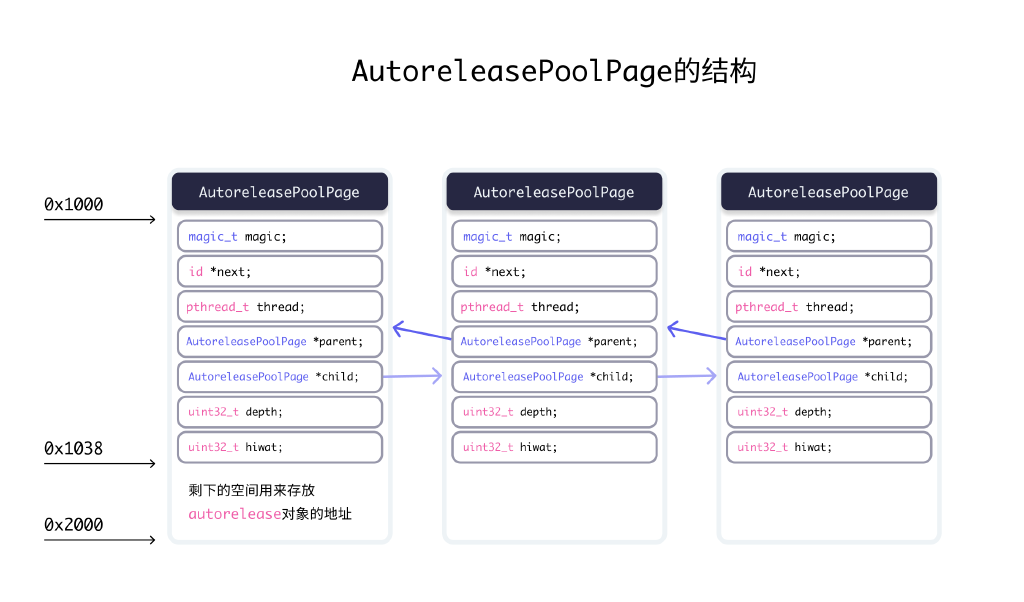 AutoreleasePoolPage的结构
0x1000
0x1038
0x2000
AutoreleasePoolPage
magic_t magic;
id *next;
pthread_t thread;
AutoreleasePoolPage *parent;
AutoreleasePoolPage *child;
uint32_t depth;
uint32_t hiwat;
剩下的空间用来存放
autorelease对象的地址
AutoreleasePoolPage
magic_t magic;
id *next;
pthread_t thread;
AutoreleasePoolPage *parent;
AutoreleasePoolPage *child;
uint32_t depth;
uint32_t hiwat;
AutoreleasePoolPage
magic_t magic;
id *next;
pthread_t thread;
AutoreleasePoolPage *parent;
AutoreleasePoolPage *child;
uint32_t depth;
uint32_t hiwat;